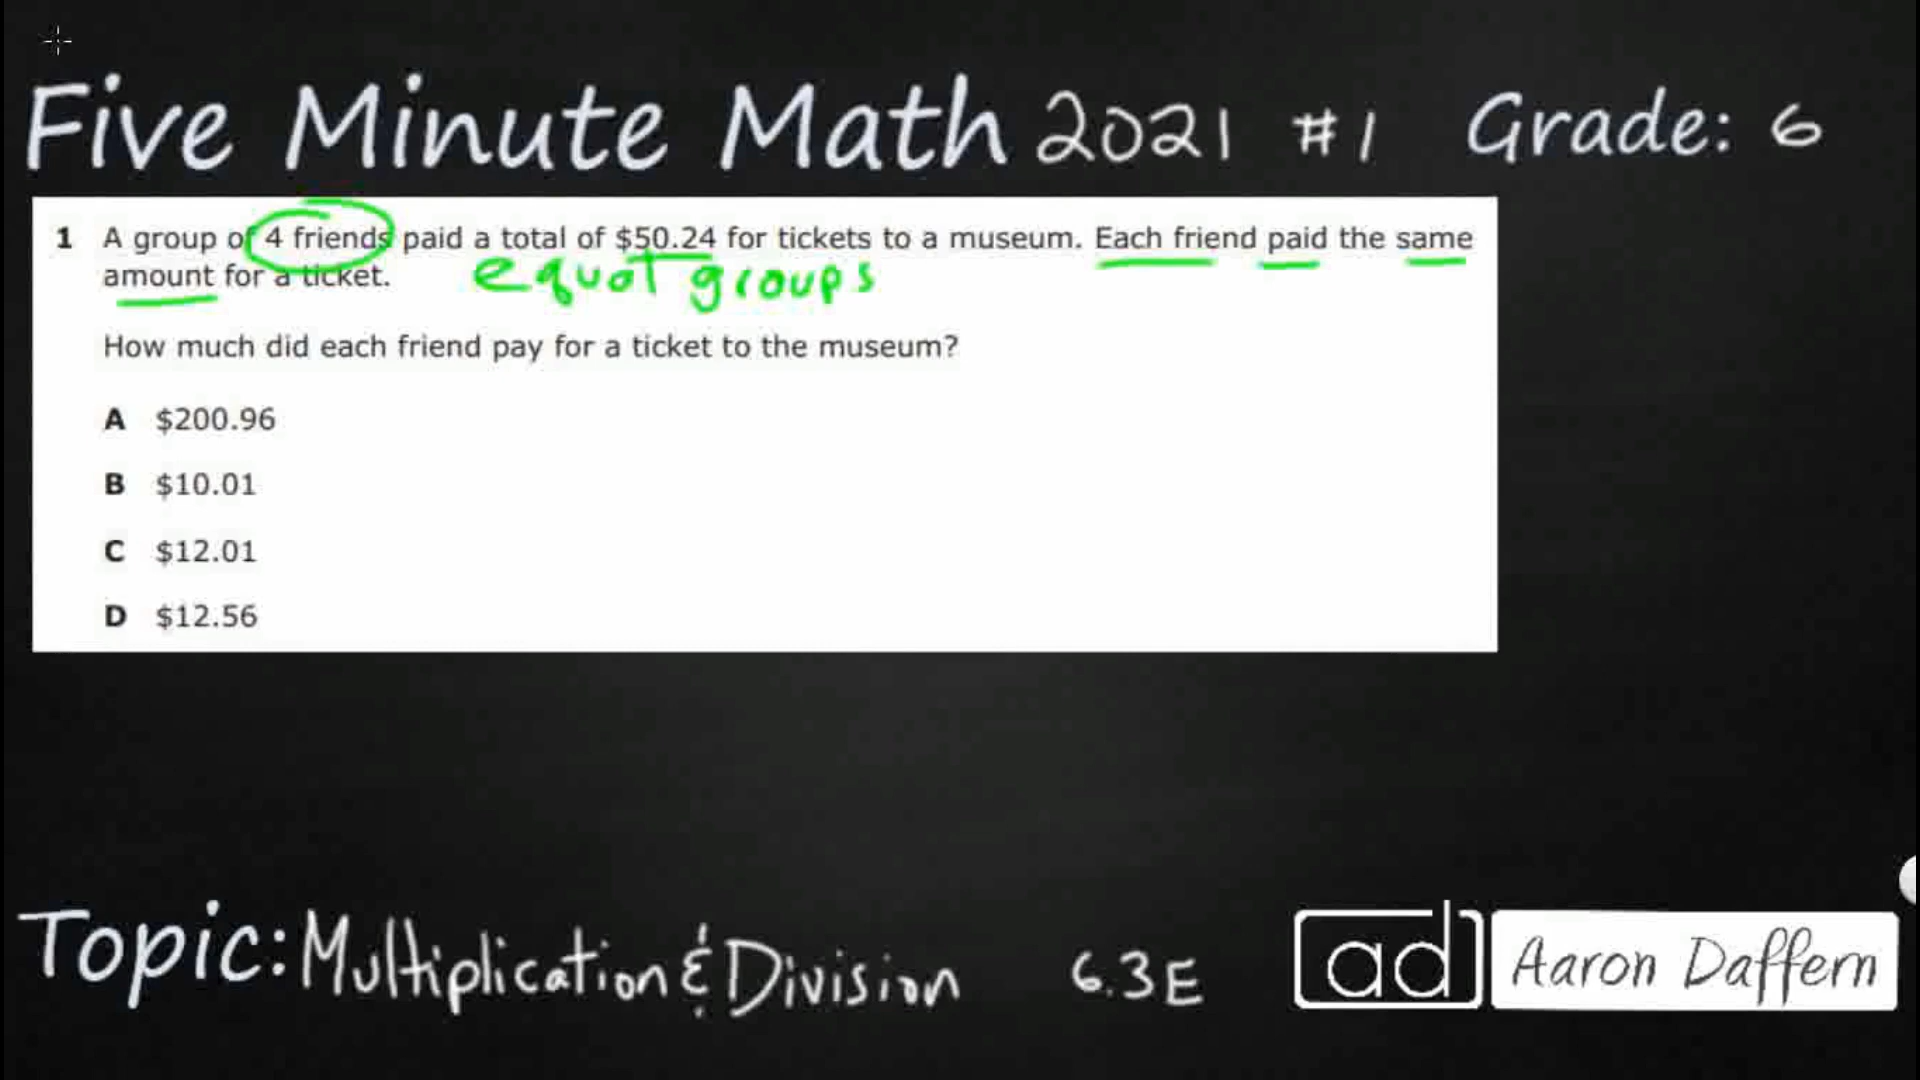 Five Minute Math 2021 #1 Grade: 6
1 A group of 4 friends paid a total of $50.24 for tickets to a museum. Each friend paid the same
amount for a ticket.
equal groups
How much did each friend pay for a ticket to the museum?
A $200.96
B $10.01
C $12.01
D $12.56
Topic: Multiplication & Division 6.3E
ad Aaron Daffern